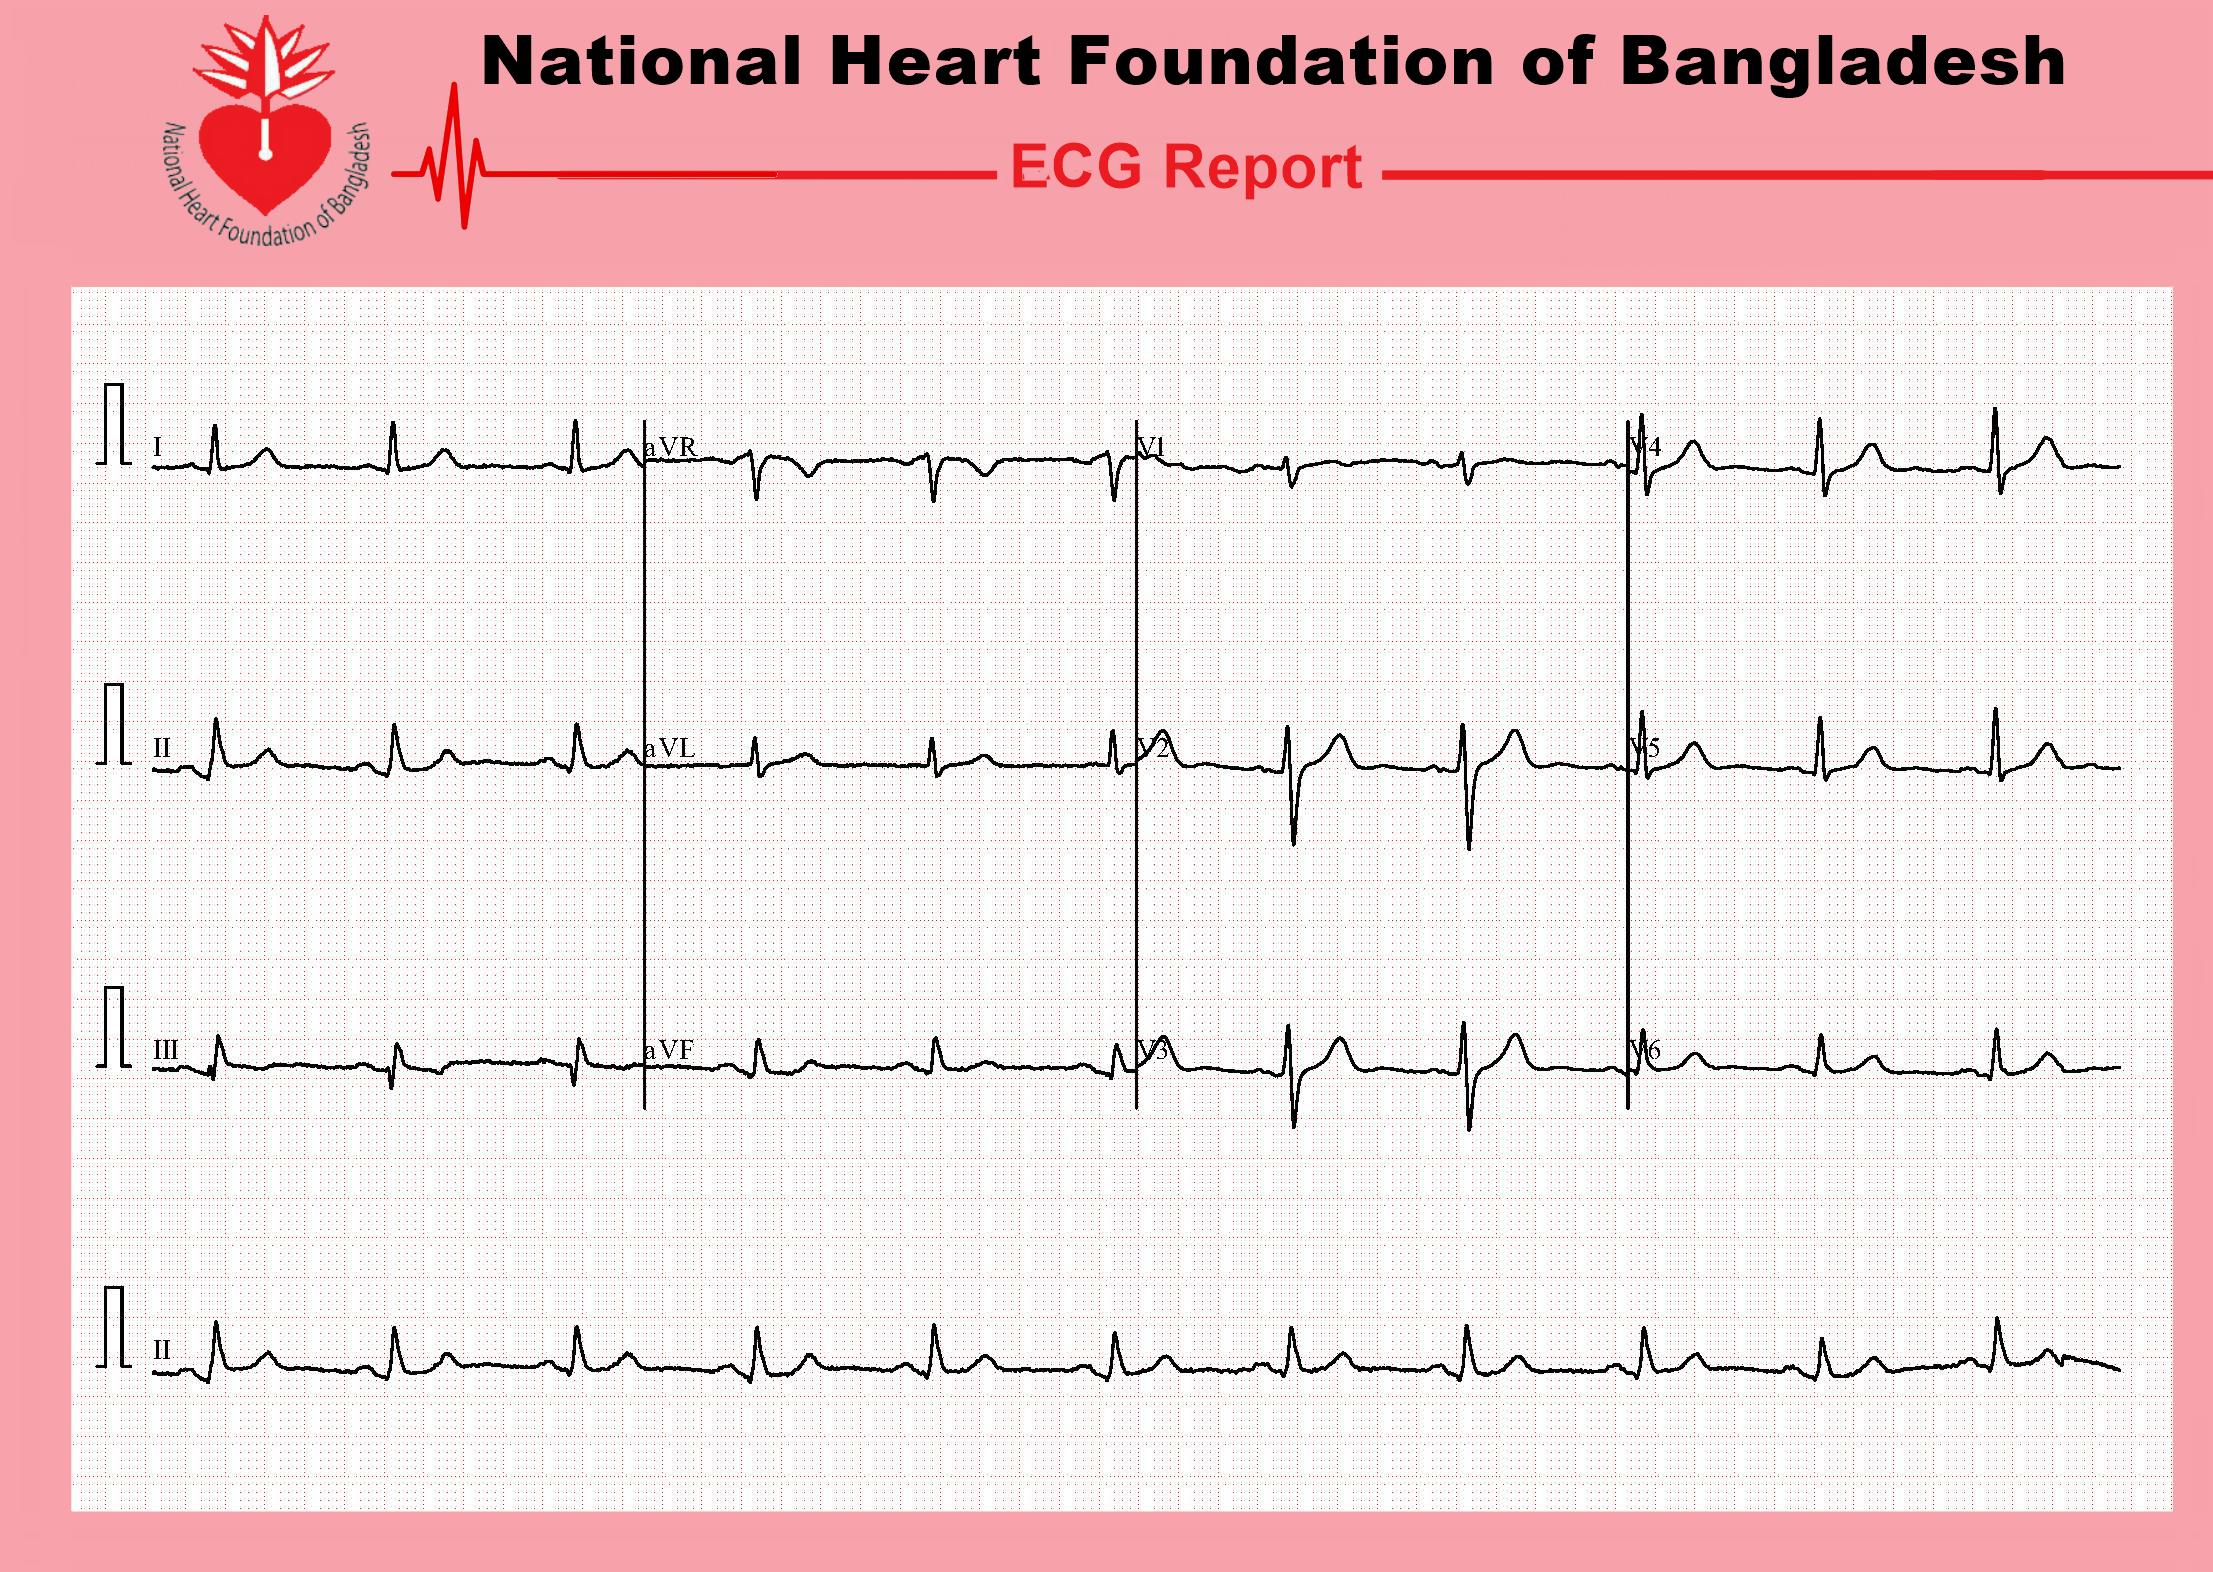 National Heart Foundation of Bangladesh
National Heart Foundation of Bangladesh
ECG Report
I aVR V1 V4
II aVL V2 V5
III aVF V3 V6
II